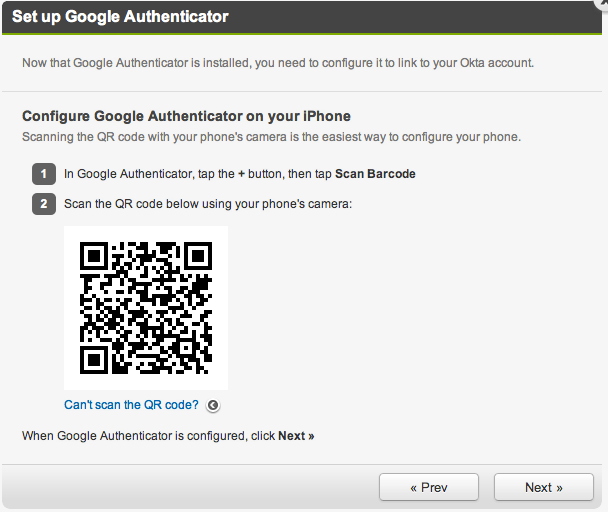 Set up Google Authenticator
Now that Google Authenticator is installed, you need to configure it to link to your Okta account.
Configure Google Authenticator on your iPhone
Scanning the QR code with your phone's camera is the easiest way to configure your phone.
1 In Google Authenticator, tap the + button, then tap Scan Barcode
2 Scan the QR code below using your phone's camera:
Can't scan the QR code?
When Google Authenticator is configured, click Next »
« Prev Next »